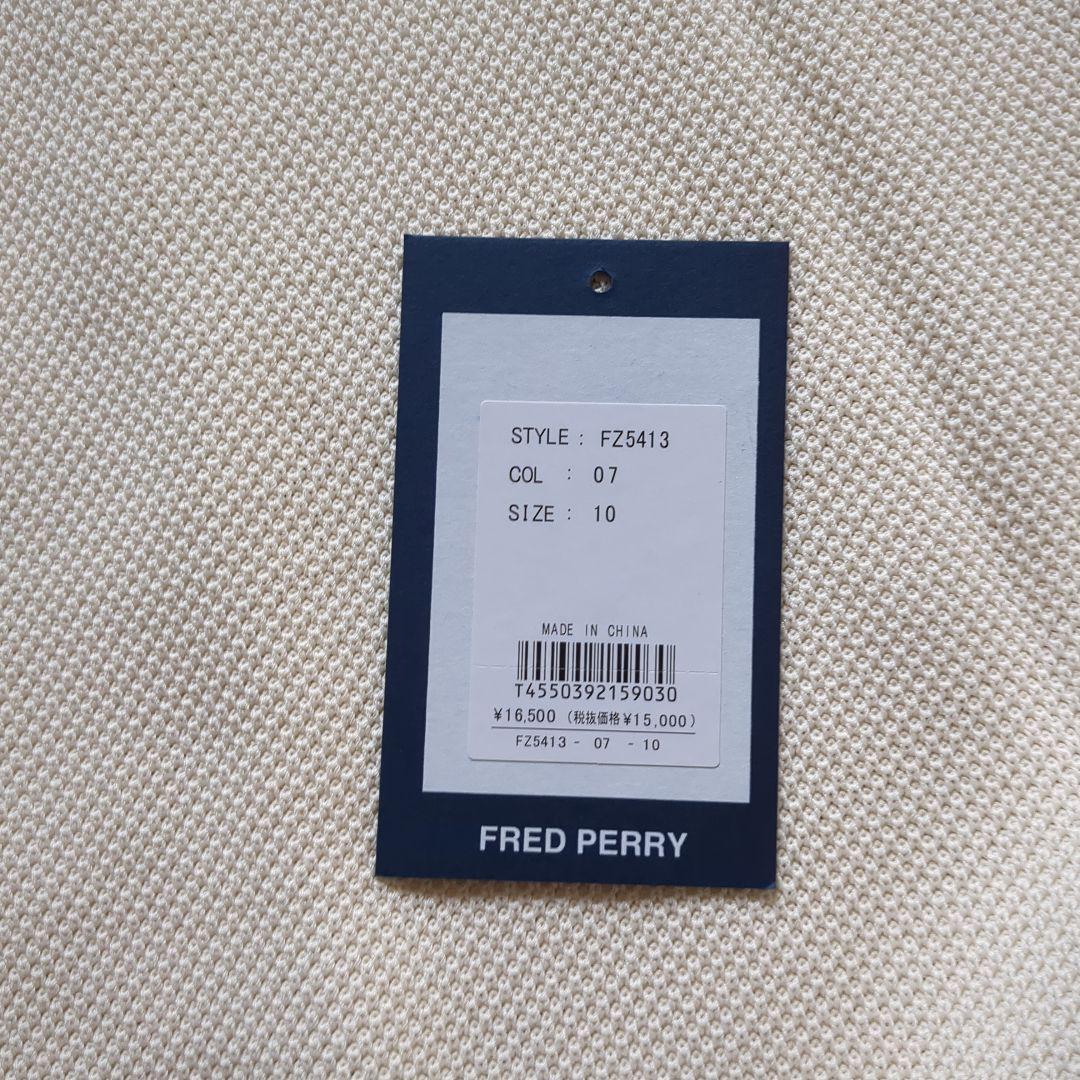 STYLE : FZ5413
COL : 07
SIZE : 10
MADE IN CHINA
T4550392159030
¥16,500 (税抜価格¥15,000)
FZ5413 - 07 - 10
FRED PERRY